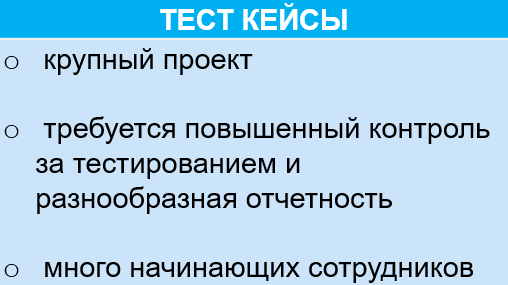 ТЕСТ КЕЙСЫ
o крупный проект
o требуется повышенный контроль
за тестированием и
разнообразная отчетность
o много начинающих сотрудников